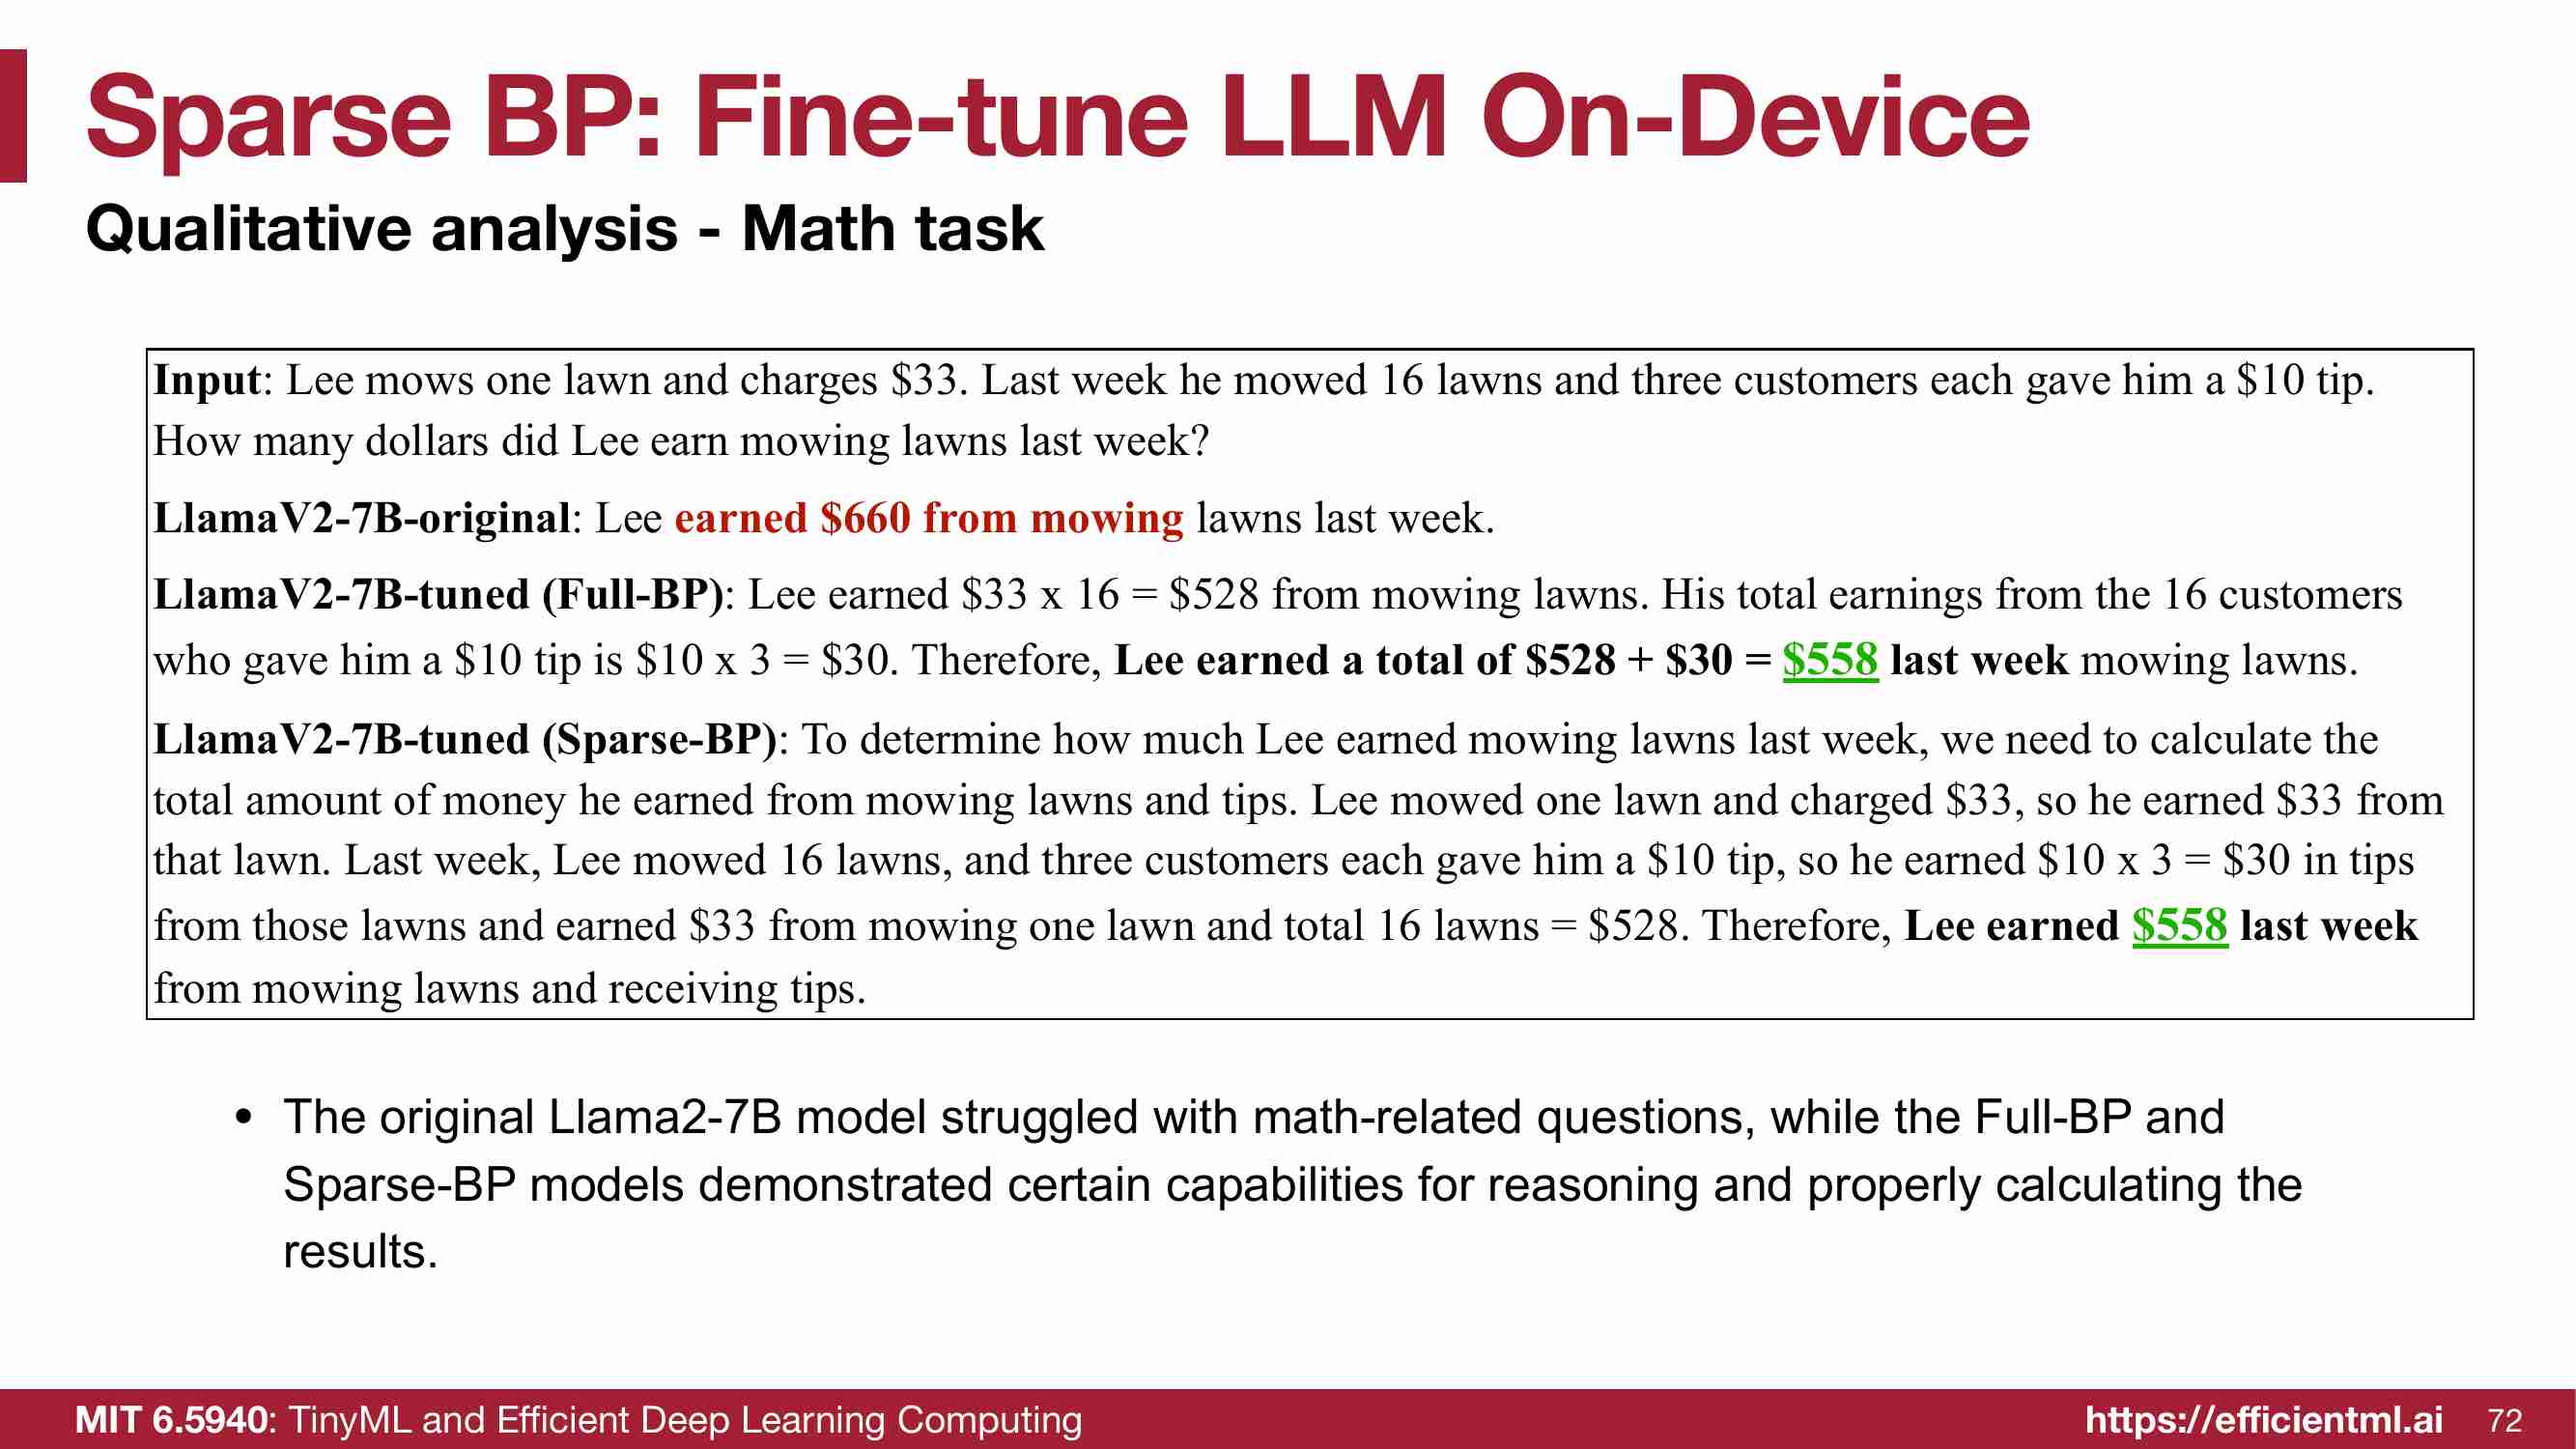 Sparse BP: Fine-tune LLM On-Device
Qualitative analysis - Math task
Input: Lee mows one lawn and charges $33. Last week he mowed 16 lawns and three customers each gave him a $10 tip.
How many dollars did Lee earn mowing lawns last week?
LlamaV2-7B-original: Lee earned $660 from mowing lawns last week.
LlamaV2-7B-tuned (Full-BP): Lee earned $33 x 16 = $528 from mowing lawns. His total earnings from the 16 customers
who gave him a $10 tip is $10 x 3 = $30. Therefore, Lee earned a total of $528 + $30 = $558 last week mowing lawns.
LlamaV2-7B-tuned (Sparse-BP): To determine how much Lee earned mowing lawns last week, we need to calculate the
total amount of money he earned from mowing lawns and tips. Lee mowed one lawn and charged $33, so he earned $33 from
that lawn. Last week, Lee mowed 16 lawns, and three customers each gave him a $10 tip, so he earned $10 x 3 = $30 in tips
from those lawns and earned $33 from mowing one lawn and total 16 lawns = $528. Therefore, Lee earned $558 last week
from mowing lawns and receiving tips.
• The original Llama2-7B model struggled with math-related questions, while the Full-BP and
Sparse-BP models demonstrated certain capabilities for reasoning and properly calculating the
results.
MIT 6.5940: TinyML and Efficient Deep Learning Computing
https://efficientml.ai 72